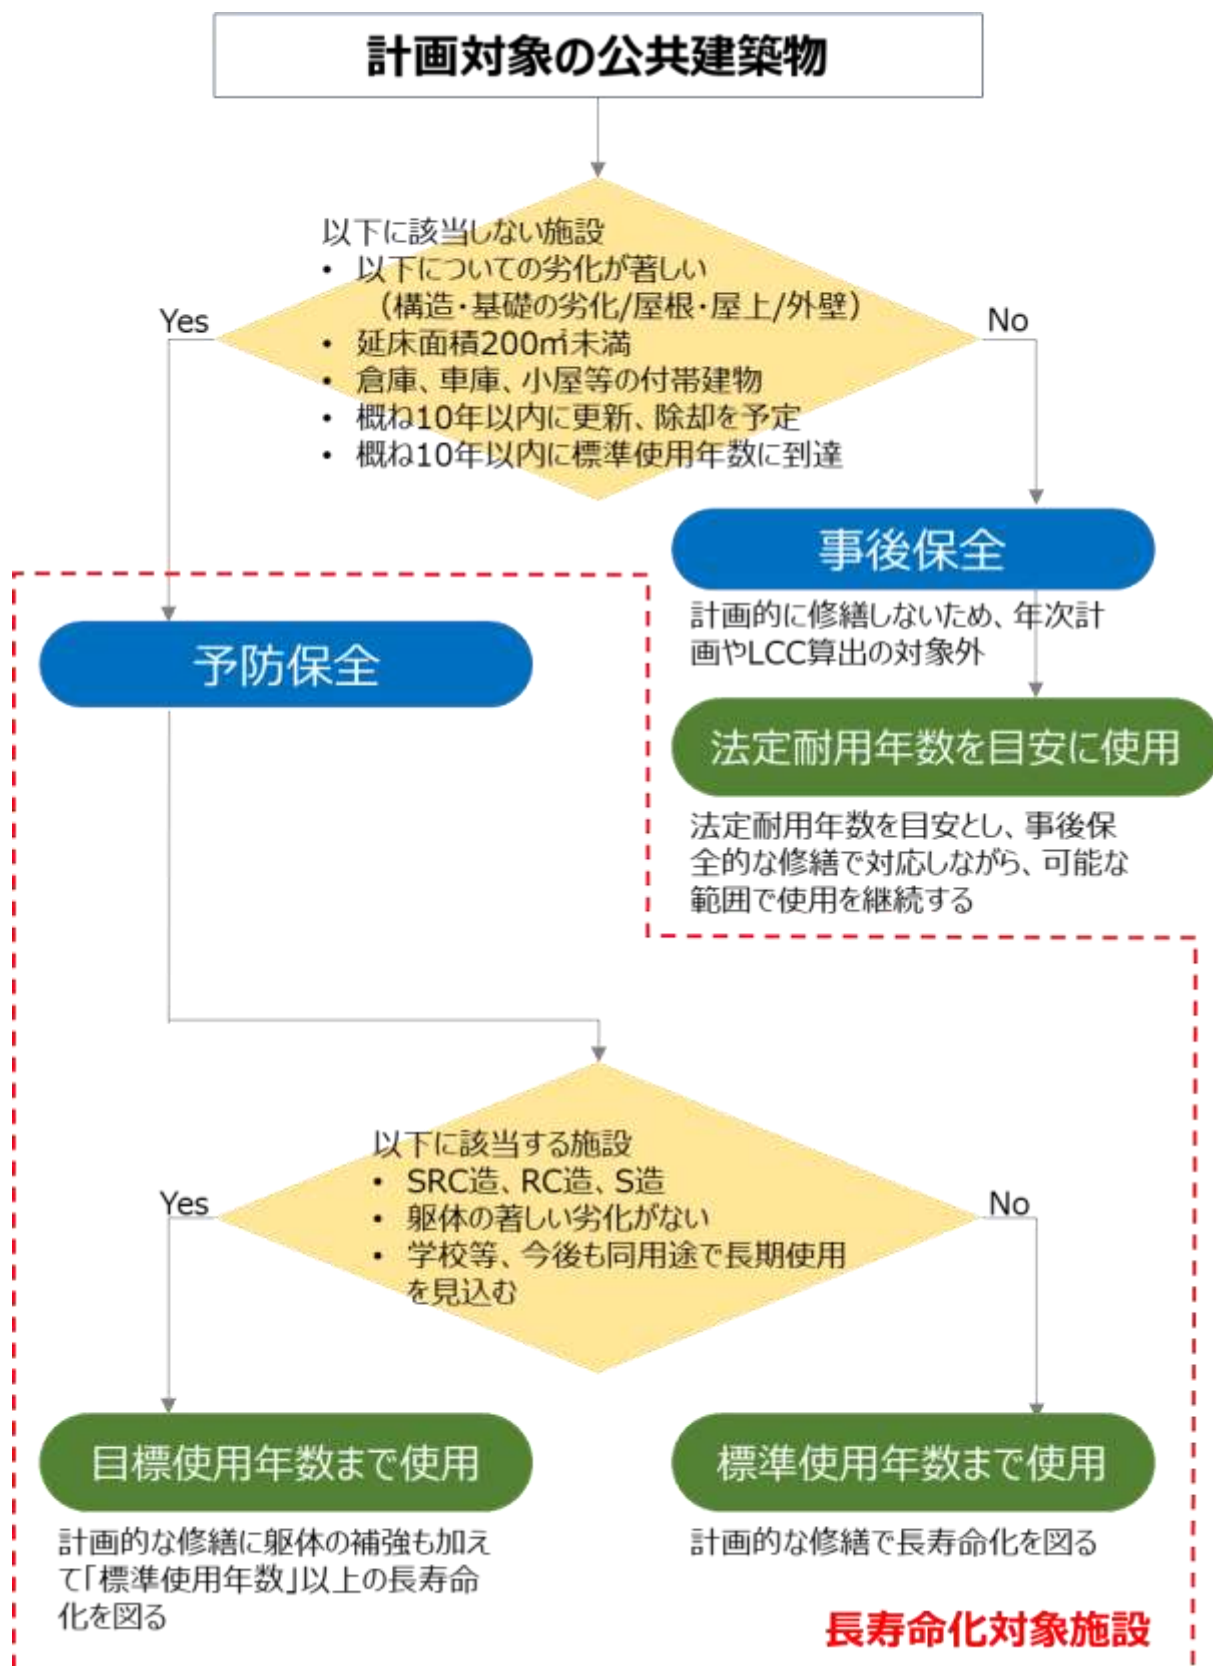 計画対象の公共建築物
以下に該当しない施設
• 以下についての劣化が著しい
（構造・基礎の劣化/屋根・屋上/外壁）
• 延床面積200㎡未満
• 倉庫、車庫、小屋等の付帯建物
• 概ね10年以内に更新、除却を予定
• 概ね10年以内に標準使用年数に到達
Yes
No
事後保全
計画的に修繕しないため、年次計
画やLCC算出の対象外
予防保全
法定耐用年数を目安に使用
法定耐用年数を目安とし、事後保
全的な修繕で対応しながら、可能な
範囲で使用を継続する
以下に該当する施設
• SRC造、RC造、S造
• 躯体の著しい劣化がない
• 学校等、今後も同用途で長期使用
を見込む
Yes
No
目標使用年数まで使用
計画的な修繕に躯体の補強も加え
て「標準使用年数」以上の長寿命
化を図る
標準使用年数まで使用
計画的な修繕で長寿命化を図る
長寿命化対象施設